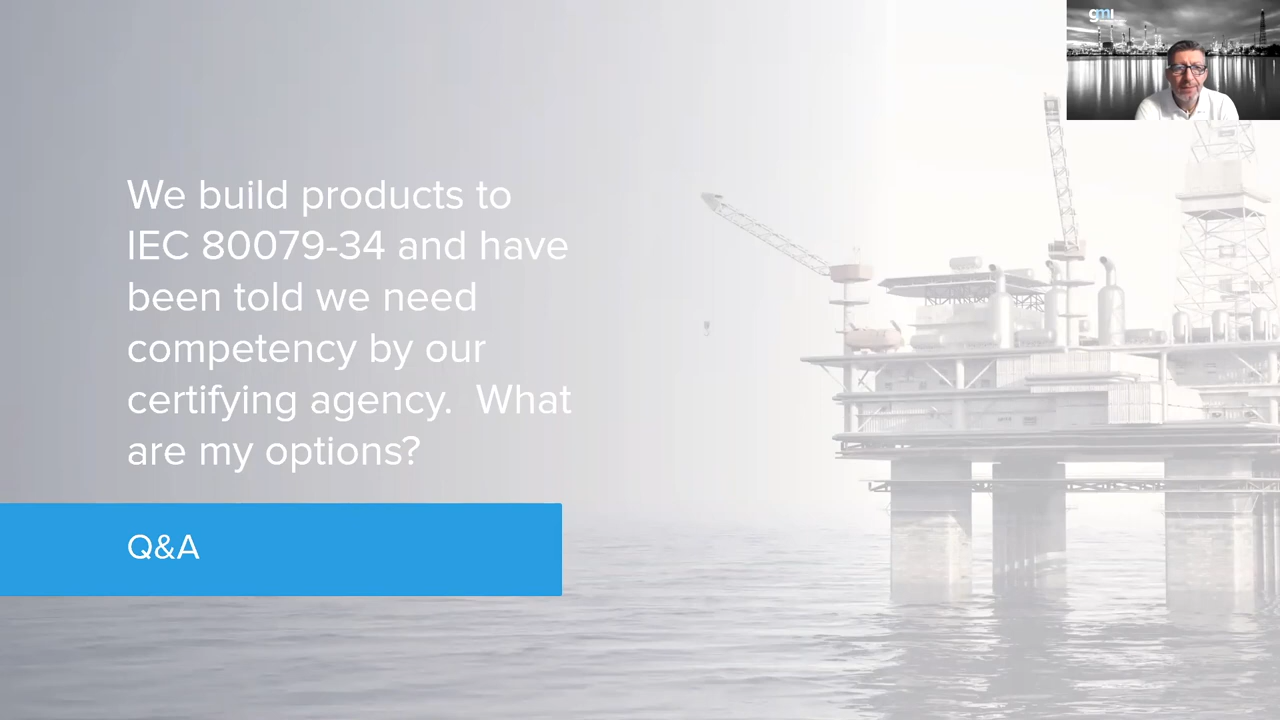 gmi
We build products to
IEC 80079-34 and have
been told we need
competency by our
certifying agency.  What
are my options?
Q&A